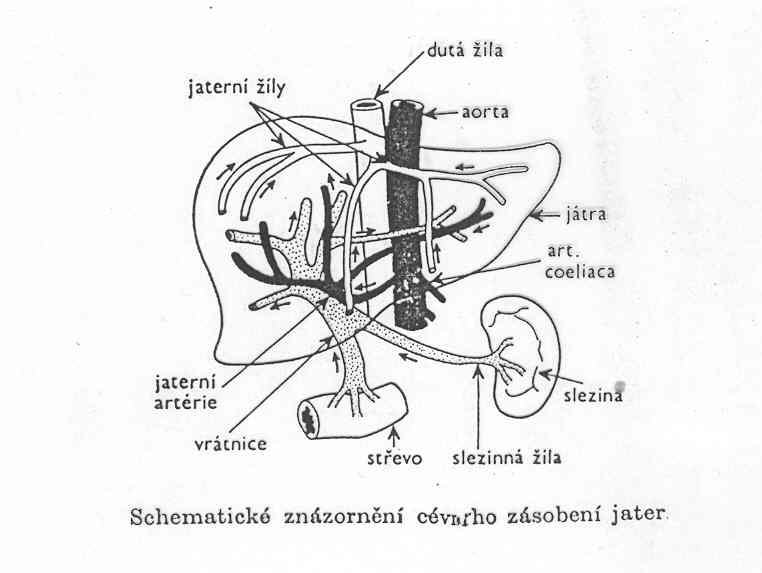 dutá žíla
jaterní žíly
aorta
játra
art.
coeliaca
jaterní
artérie
slezina
vrátnice
střevo
slezinná žíla
Schematické znázornění zásobení jater